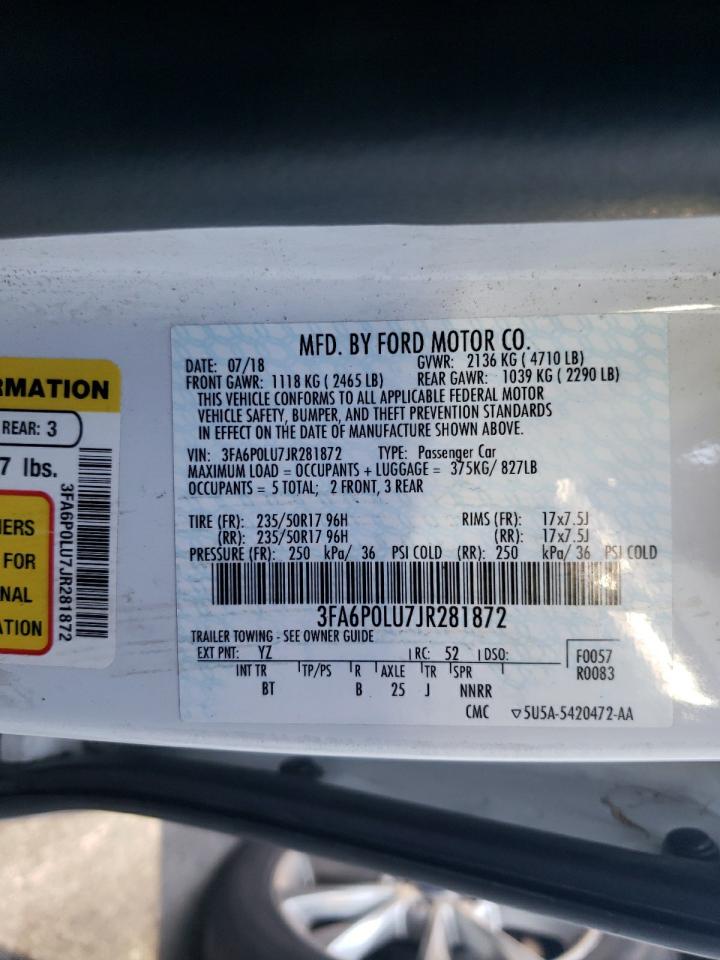 RMATION
REAR: 3
7 lbs.
IERS
FOR
NAL
ATION
3FA6P0LU7JR281872
MFD. BY FORD MOTOR CO.
DATE: 07/18 GVWR: 2136 KG ( 4710 LB)
FRONT GAWR: 1118 KG ( 2465 LB) REAR GAWR: 1039 KG ( 2290 LB)
THIS VEHICLE CONFORMS TO ALL APPLICABLE FEDERAL MOTOR
VEHICLE SAFETY, BUMPER, AND THEFT PREVENTION STANDARDS
IN EFFECT ON THE DATE OF MANUFACTURE SHOWN ABOVE.
VIN: 3FA6P0LU7JR281872 TYPE: Passenger Car
MAXIMUM LOAD = OCCUPANTS + LUGGAGE = 375KG/ 827LB
OCCUPANTS = 5 TOTAL; 2 FRONT, 3 REAR
TIRE (FR): 235/50R17 96H RIMS (FR): 17x7.5J
(RR): 235/50R17 96H (RR): 17x7.5J
PRESSURE (FR): 250 kPa/ 36 PSI COLD (RR): 250 kPa/ 36 PSI COLD
3FA6P0LU7JR281872
TRAILER TOWING - SEE OWNER GUIDE
EXT PNT: YZ RC: 52 DSO: F0057
R0083
INT TR TP/PS R AXLE TR SPR
BT B 25 J NNRR
CMC ▽5U5A-5420472-AA